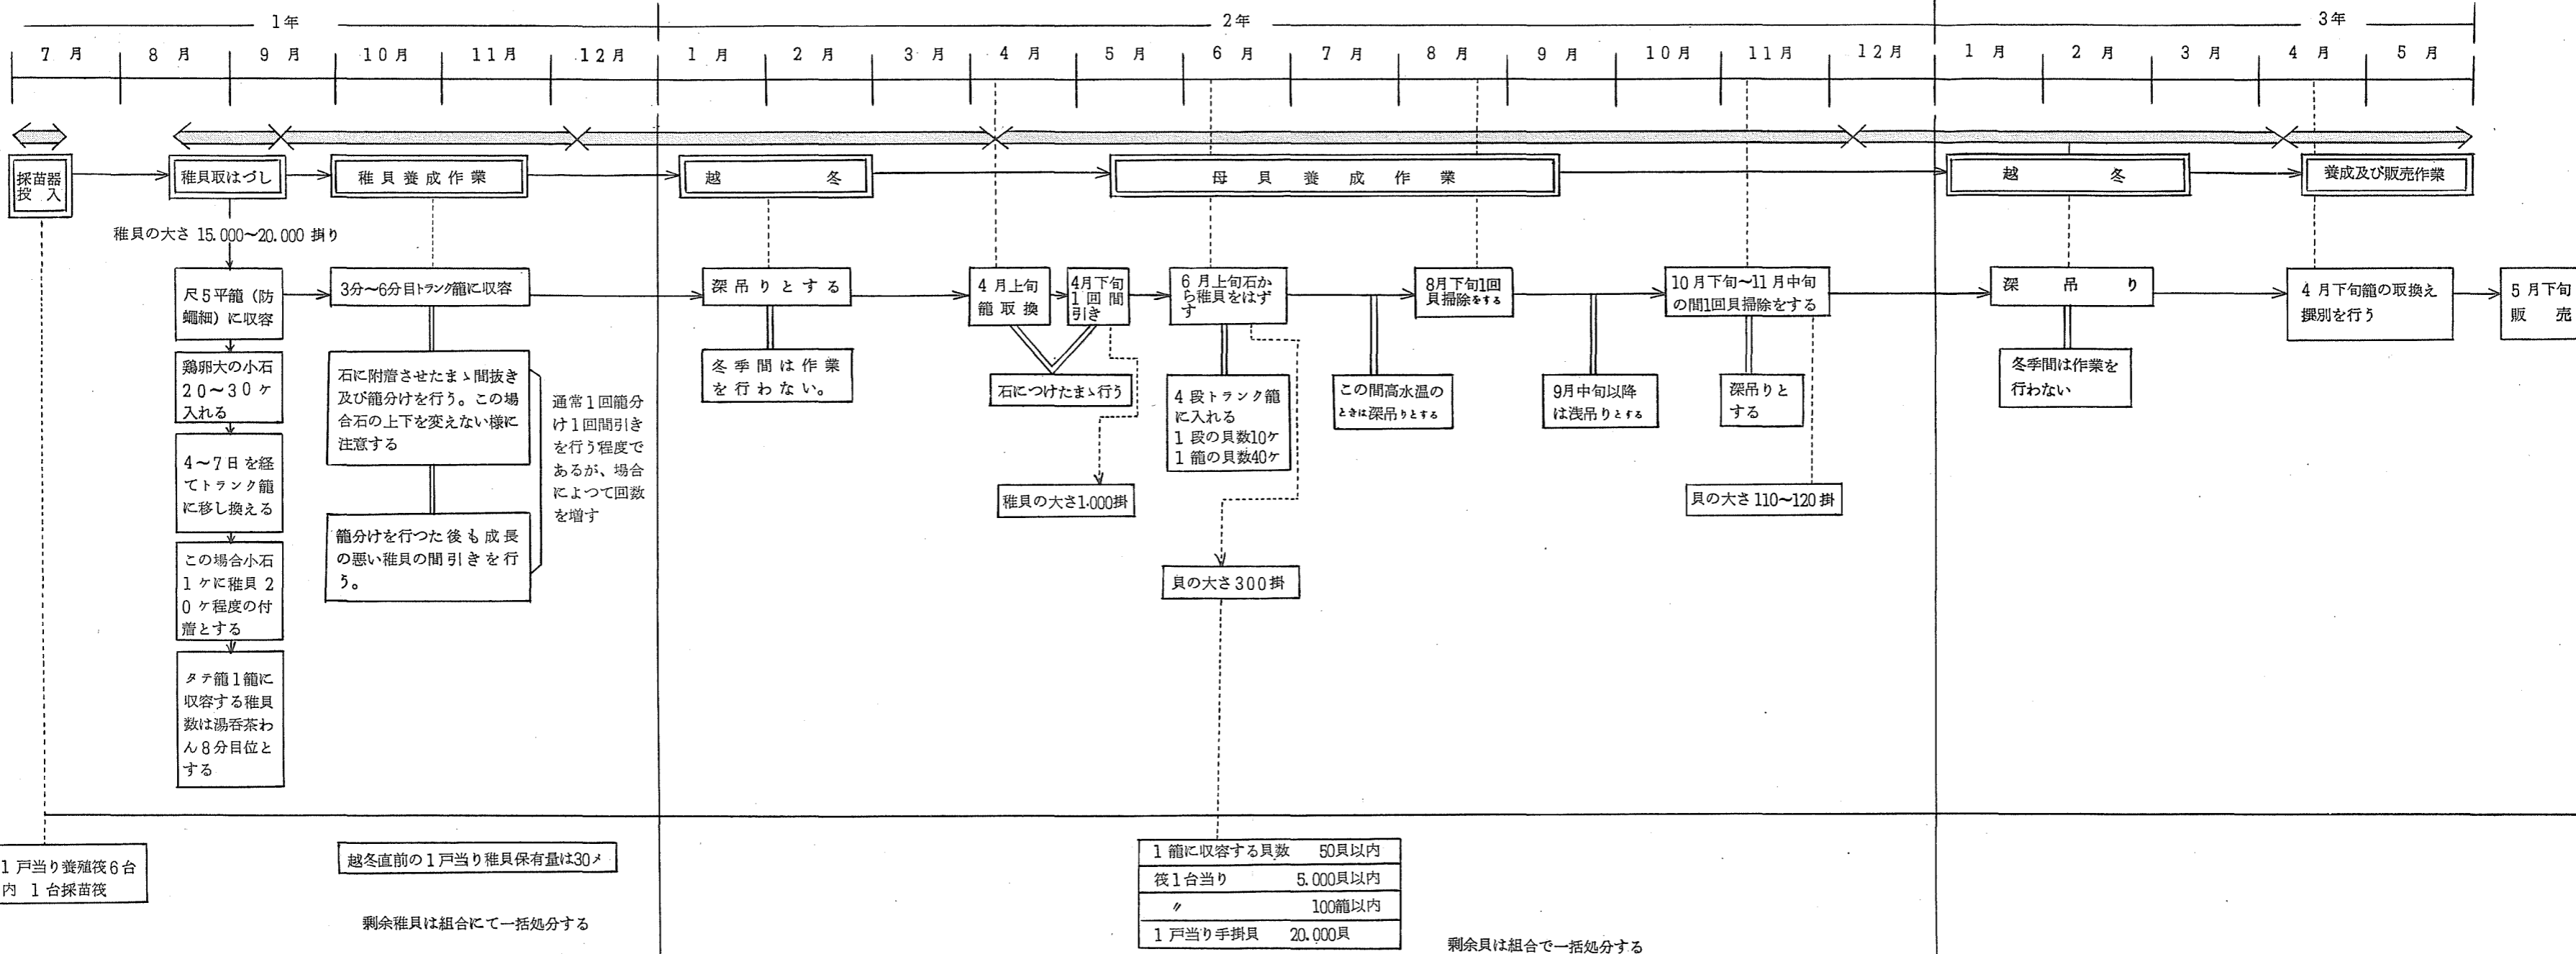 1年
2年
3年
7 月
8 月
9 月
10月
11月
12月
1 月
2 月
3 月
4 月
5 月
6 月
7 月
8 月
9 月
10 月
11 月
12 月
1 月
2 月
3 月
4 月
5 月
採苗器
投 入
稚貝取はづし
稚貝養成作業
越 冬
母貝養成作業
越 冬
養成及び販売作業
稚貝の大さ 15.000〜20.000 掛り
尺5平籠(防
蠅細)に収容
鶏卵大の小石
20〜30ケ
入れる
4〜7日を経
てトランク籠
に移し換える
この場合小石
1ケに稚貝2
0ケ程度の付
着とする
タテ籠1籠に
収容する稚貝
数は湯呑茶わ
ん8分目位と
する
3分〜6分目トランク籠に収容
石に附着させたまゝ間抜き
及び籠分けを行う。この場
合石の上下を変えない様に
注意する
籠分けを行つた後も成長
の悪い稚貝の間引きを行
う。
通常1回籠分
け1回間引き
を行う程度で
あるが、場合
によつて回数
を増す
深吊りとする
冬季間は作業
を行わない。
4月上旬
籠取換
4月下旬
1回間
引き
石につけたまゝ行う
稚貝の大さ1.000掛
6月上旬石か
ら稚貝をはず
す
4段トランク籠
に入れる
1段の貝数10ケ
1籠の貝数40ケ
貝の大さ300掛
この間高水温の
ときは深吊りとする
8月下旬1回
貝掃除をする
9月中旬以降
は浅吊りとする
10月下旬〜11月中旬
の間1回貝掃除をする
深吊りと
する
貝の大さ110〜120掛
深 吊 り
冬季間は作業を
行わない
4月下旬籠の取換え
撰別を行う
5月下旬
販 売
1戸当り養殖筏6台
内 1台採苗筏
越冬直前の1戸当り稚貝保有量は30〆
剰余稚貝は組合にて一括処分する
1籠に収容する貝数 50貝以内
筏1台当り 5.000貝以内
〃 100籠以内
1戸当り手掛貝 20.000貝
剰余貝は組合で一括処分する